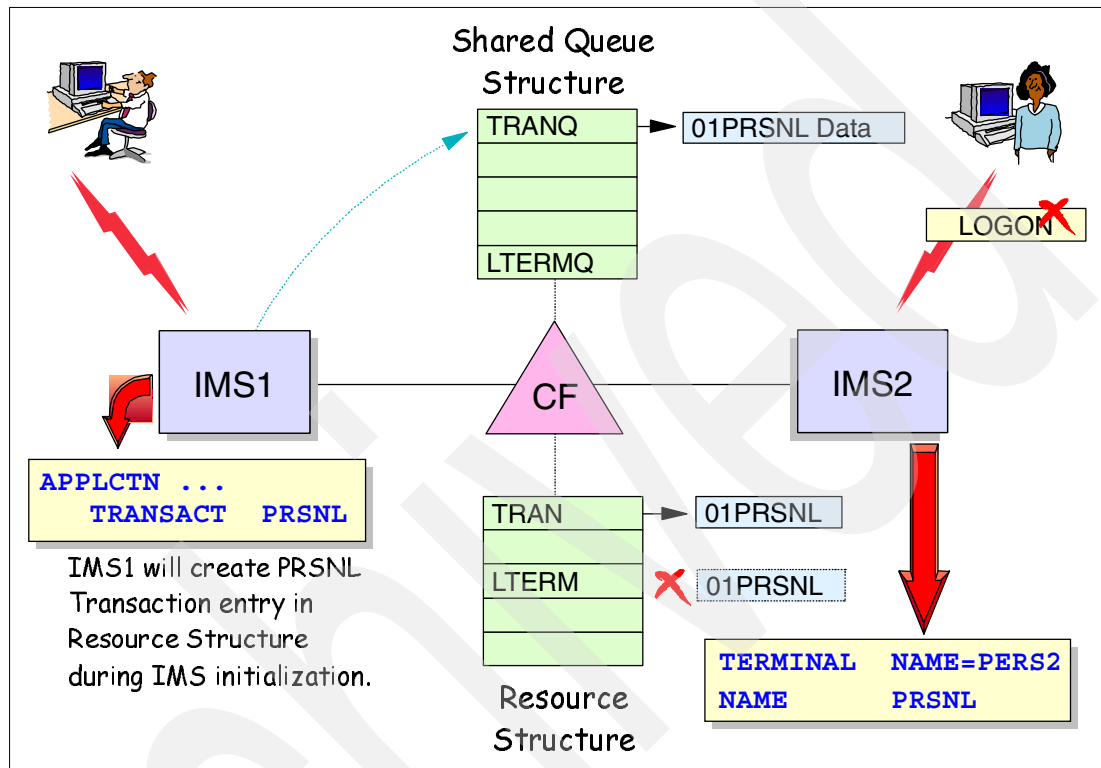 Shared Queue
Structure
TRANQ
01PRSNL Data
LOGON
LTERMQ
IMS1
CF
IMS2
APPLCTN ...
TRANSACT PRSNL
IMS1 will create PRSNL
Transaction entry in
Resource Structure
during IMS initialization.
TRAN
01PRSNL
LTERM
01PRSNL
Resource
Structure
TERMINAL NAME=PERS2
NAME PRSNL